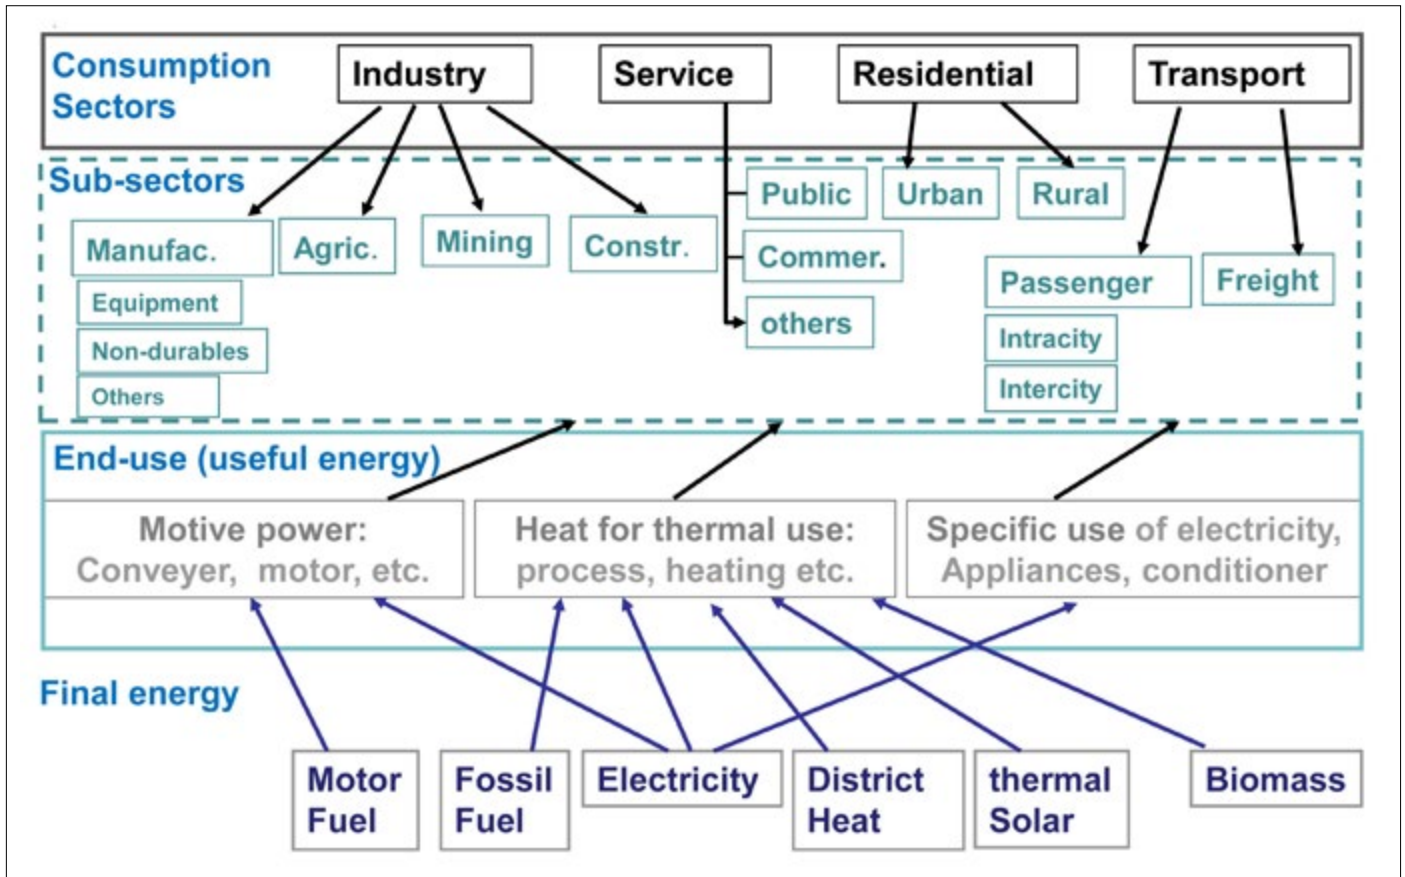 Consumption
Sectors
Industry
Service
Residential
Transport
Sub-sectors
Public
Urban
Rural
Manufac.
Agric.
Mining
Constr.
Commer.
Passenger
Freight
Equipment
others
Intracity
Non-durables
Intercity
Others
End-use (useful energy)
Motive power:
Conveyer, motor, etc.
Heat for thermal use:
process, heating etc.
Specific use of electricity,
Appliances, conditioner
Final energy
Motor
Fuel
Fossil
Fuel
Electricity
District
Heat
thermal
Solar
Biomass